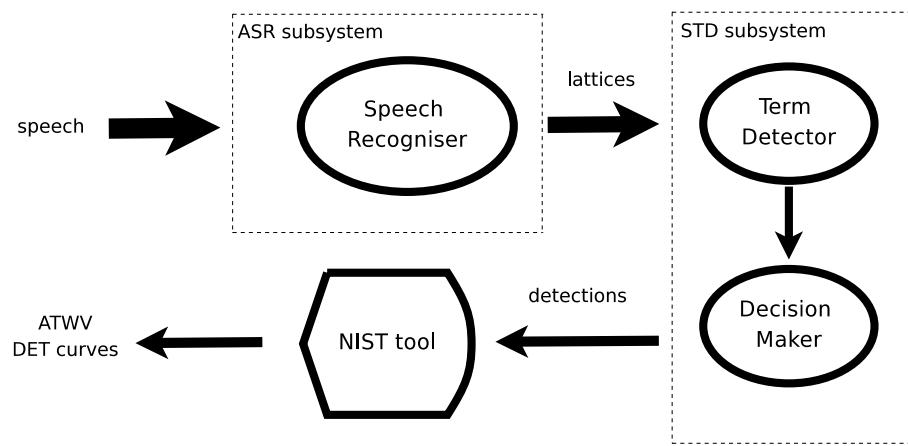 ASR subsystem
STD subsystem
speech
Speech
Recogniser
lattices
Term
Detector
Decision
Maker
detections
NIST tool
ATWV
DET curves